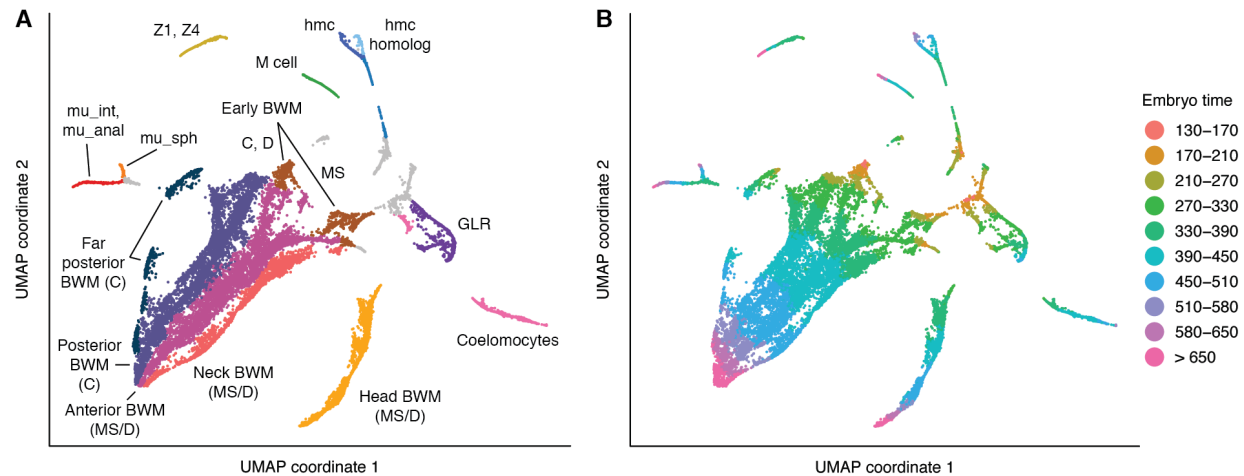 A
Z1, Z4
hmc
hmc
homolog
M cell
Early BWM
mu_int,
mu_anal
mu_sph
C, D
MS
GLR
Far
posterior
BWM (C)
Coelomocytes
Posterior
BWM
(C)
Neck BWM
(MS/D)
Head BWM
(MS/D)
Anterior BWM
(MS/D)
UMAP coordinate 2
UMAP coordinate 1
B
UMAP coordinate 2
UMAP coordinate 1
Embryo time
130–170
170–210
210–270
270–330
330–390
390–450
450–510
510–580
580–650
> 650